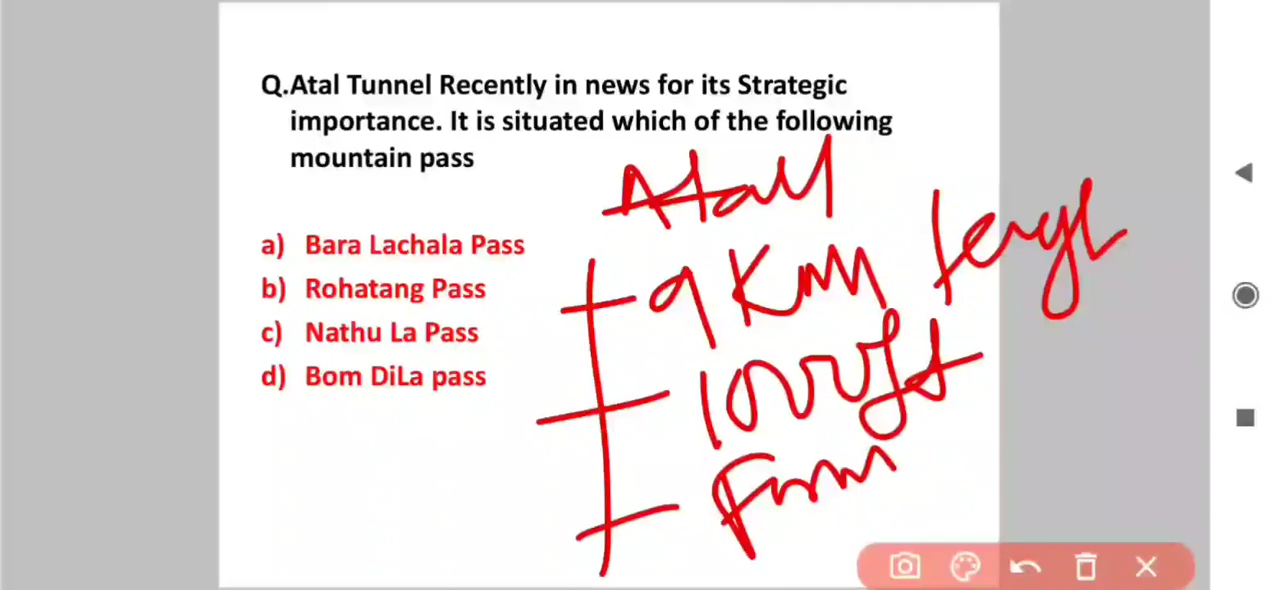 Q.Atal Tunnel Recently in news for its Strategic
importance. It is situated which of the following
mountain pass
Atal
a) Bara Lachala Pass
9 Km
b) Rohatang Pass
c) Nathu La Pass
d) Bom DiLa pass